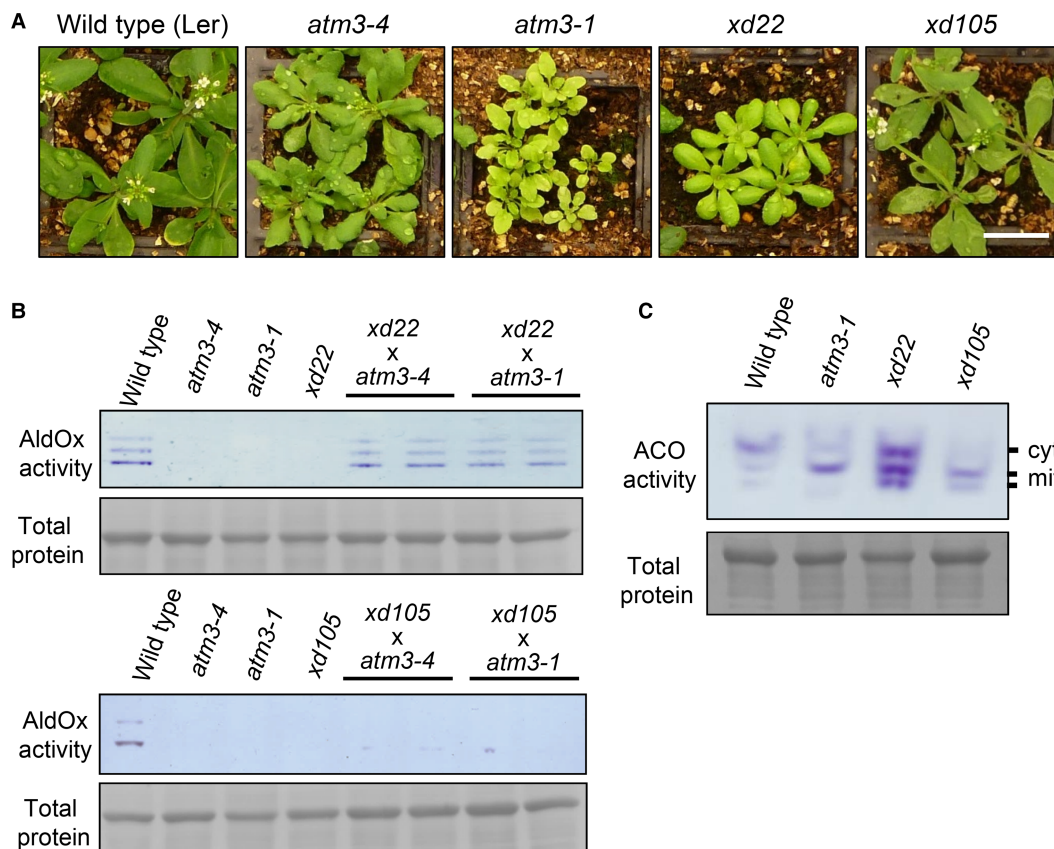 A
Wild type (Ler)
atm3-4
atm3-1
xd22
xd105
B
Wild type
atm3-4
atm3-1
xd22
xd22
x
atm3-4
xd22
x
atm3-1
AldOx
activity
Total
protein
Wild type
atm3-4
atm3-1
xd105
xd105
x
atm3-4
xd105
x
atm3-1
AldOx
activity
Total
protein
C
Wild type
atm3-1
xd22
xd105
ACO
activity
cyt
Total
protein